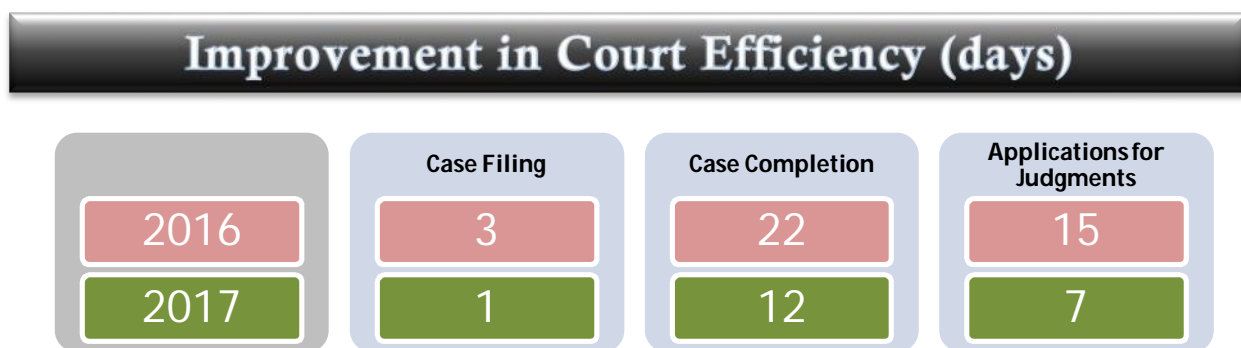 Improvement in Court Efficiency (days)
Case Filing
Case Completion
Applications for
Judgments
2016
3
22
15
2017
1
12
7